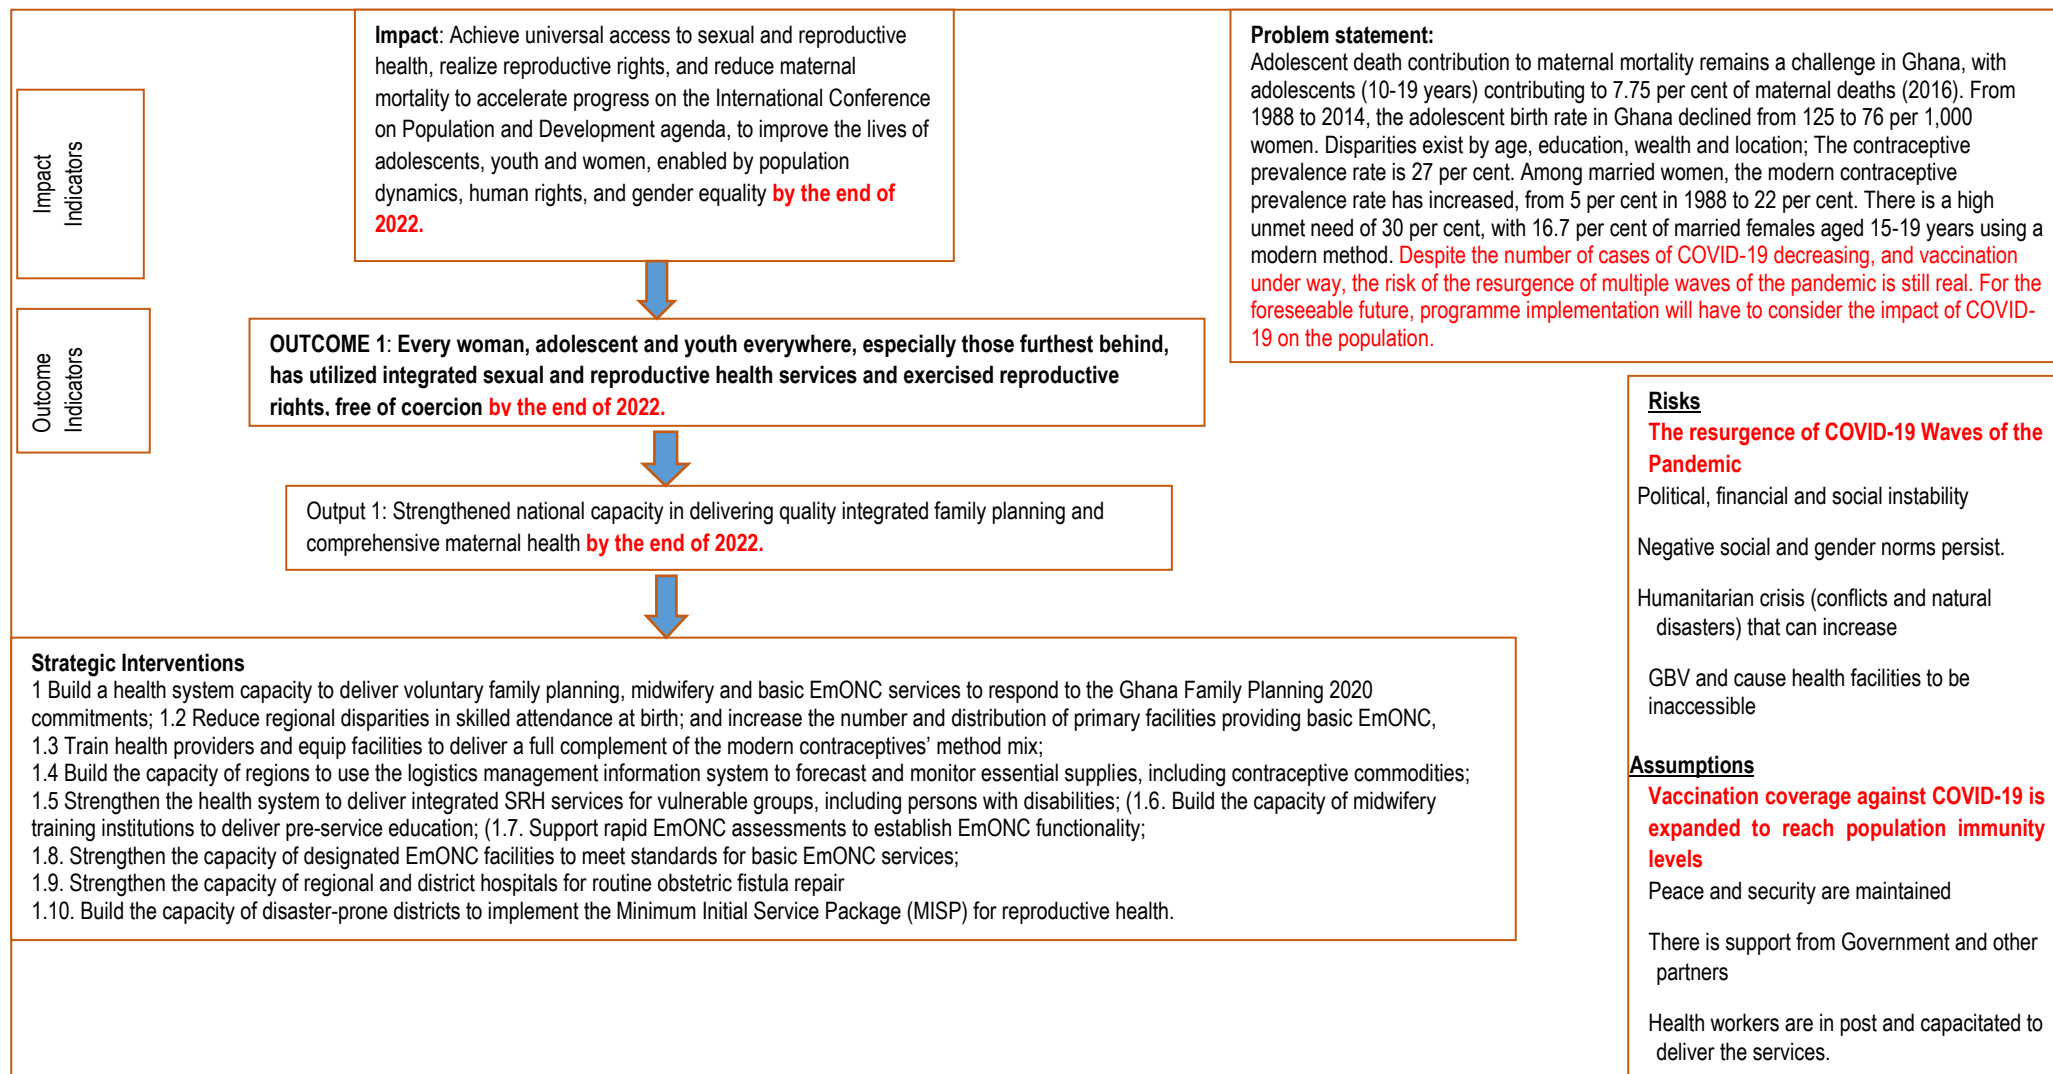 Impact: Achieve universal access to sexual and reproductive
health, realize reproductive rights, and reduce maternal
mortality to accelerate progress on the International Conference
on Population and Development agenda, to improve the lives of
adolescents, youth and women, enabled by population
dynamics, human rights, and gender equality by the end of
2022.
Problem statement:
Adolescent death contribution to maternal mortality remains a challenge in Ghana, with
adolescents (10-19 years) contributing to 7.75 per cent of maternal deaths (2016). From
1988 to 2014, the adolescent birth rate in Ghana declined from 125 to 76 per 1,000
women. Disparities exist by age, education, wealth and location; The contraceptive
prevalence rate is 27 per cent. Among married women, the modern contraceptive
prevalence rate has increased, from 5 per cent in 1988 to 22 per cent. There is a high
unmet need of 30 per cent, with 16.7 per cent of married females aged 15-19 years using a
modern method. Despite the number of cases of COVID-19 decreasing, and vaccination
under way, the risk of the resurgence of multiple waves of the pandemic is still real. For the
foreseeable future, programme implementation will have to consider the impact of COVID-
19 on the population.
Impact
Indicators
Outcome
Indicators
OUTCOME 1: Every woman, adolescent and youth everywhere, especially those furthest behind,
has utilized integrated sexual and reproductive health services and exercised reproductive
rights, free of coercion by the end of 2022.
Output 1: Strengthened national capacity in delivering quality integrated family planning and
comprehensive maternal health by the end of 2022.
Strategic Interventions
1 Build a health system capacity to deliver voluntary family planning, midwifery and basic EmONC services to respond to the Ghana Family Planning 2020
commitments; 1.2 Reduce regional disparities in skilled attendance at birth; and increase the number and distribution of primary facilities providing basic EmONC,
1.3 Train health providers and equip facilities to deliver a full complement of the modern contraceptives’ method mix;
1.4 Build the capacity of regions to use the logistics management information system to forecast and monitor essential supplies, including contraceptive commodities;
1.5 Strengthen the health system to deliver integrated SRH services for vulnerable groups, including persons with disabilities; (1.6. Build the capacity of midwifery
training institutions to deliver pre-service education; (1.7. Support rapid EmONC assessments to establish EmONC functionality;
1.8. Strengthen the capacity of designated EmONC facilities to meet standards for basic EmONC services;
1.9. Strengthen the capacity of regional and district hospitals for routine obstetric fistula repair
1.10. Build the capacity of disaster-prone districts to implement the Minimum Initial Service Package (MISP) for reproductive health.
Risks
The resurgence of COVID-19 Waves of the
Pandemic
Political, financial and social instability
Negative social and gender norms persist.
Humanitarian crisis (conflicts and natural
disasters) that can increase
GBV and cause health facilities to be
inaccessible
Assumptions
Vaccination coverage against COVID-19 is
expanded to reach population immunity
levels
Peace and security are maintained
There is support from Government and other
partners
Health workers are in post and capacitated to
deliver the services.